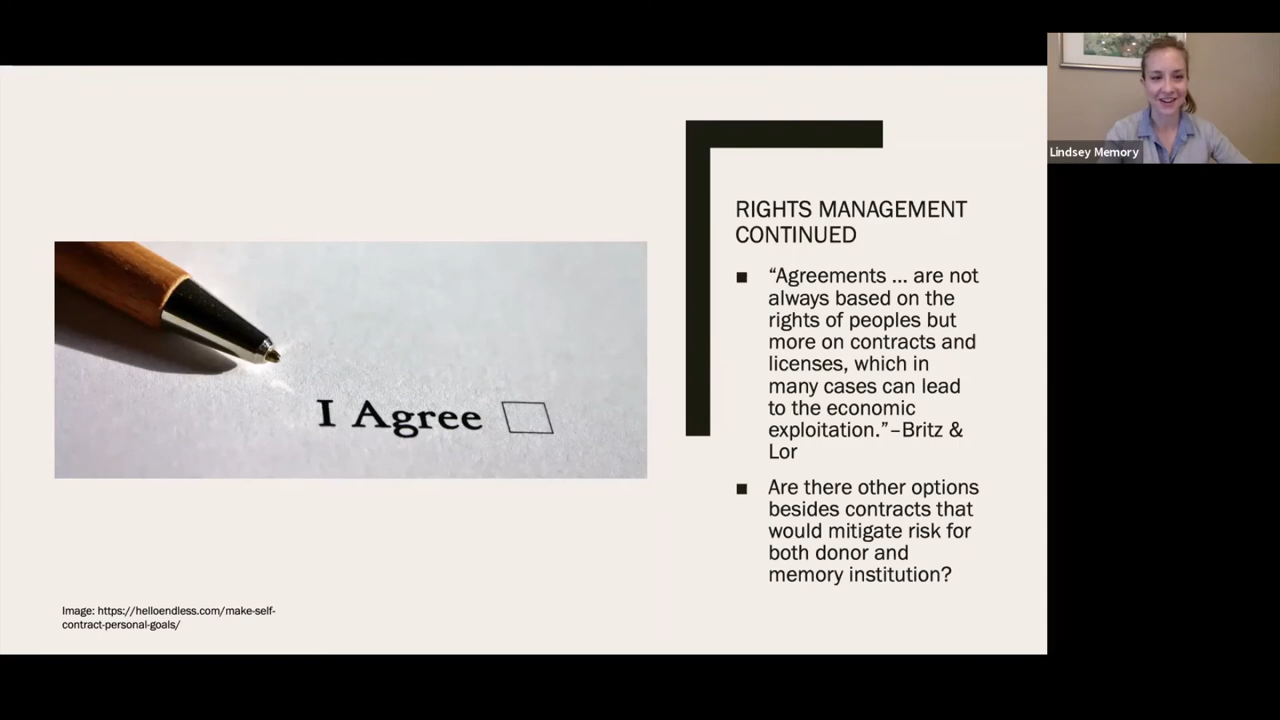 Lindsey Memory
RIGHTS MANAGEMENT
CONTINUED
■ “Agreements ... are not
always based on the
rights of peoples but
more on contracts and
licenses, which in
many cases can lead
to the economic
exploitation.”–Britz &
Lor
■ Are there other options
besides contracts that
would mitigate risk for
both donor and
memory institution?
I Agree
Image: https://helloendless.com/make-self-
contract-personal-goals/